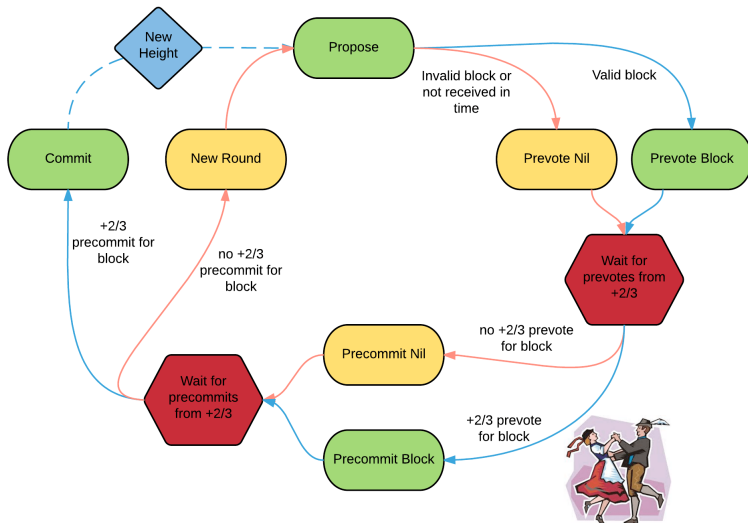 New
Height
Propose
Invalid block or
not received in
time
Valid block
Commit
New Round
Prevote Nil
Prevote Block
+2/3
precommit for
block
no +2/3
precommit for
block
Wait for
prevotes from
+2/3
no +2/3 prevote
for block
Precommit Nil
Wait for
precommits
from +2/3
+2/3 prevote
for block
Precommit Block